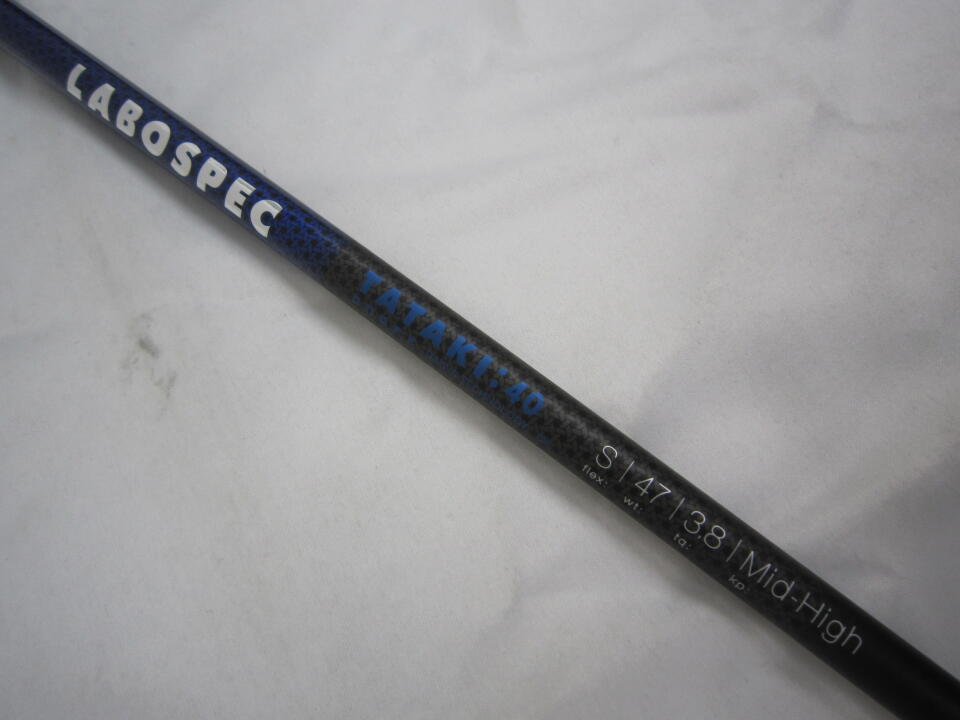 LABOSPEC
TATAKI;40
S | 47 | 3.8 | Mid-High
flex: wt: tq: kp: